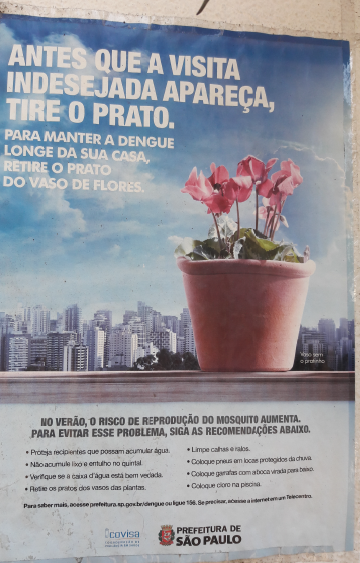 ANTES QUE A VISITA
INDESEJADA APAREÇA,
TIRE O PRATO.
PARA MANTER A DENGUE
LONGE DA SUA CASA,
RETIRE O PRATO
DO VASO DE FLORES.
Vaso sem
o pratinho
NO VERÃO, O RISCO DE REPRODUÇÃO DO MOSQUITO AUMENTA.
PARA EVITAR ESSE PROBLEMA, SIGA AS RECOMENDAÇÕES ABAIXO.
• Proteja recipientes que possam acumular água.
• Não acumule lixo e entulho no quintal.
• Verifique se a caixa d'água está bem vedada.
• Retire os pratos dos vasos das plantas.
• Limpe calhas e ralos.
• Coloque pneus em locais protegidos da chuva.
• Coloque garrafas com a boca virada para baixo.
• Coloque cloro na piscina.
Para saber mais, acesse prefeitura.sp.gov.br/dengue ou ligue 156. Se precisar, acesse a internet em um Telecentro.
covisa
PREFEITURA DE
SÃO PAULO